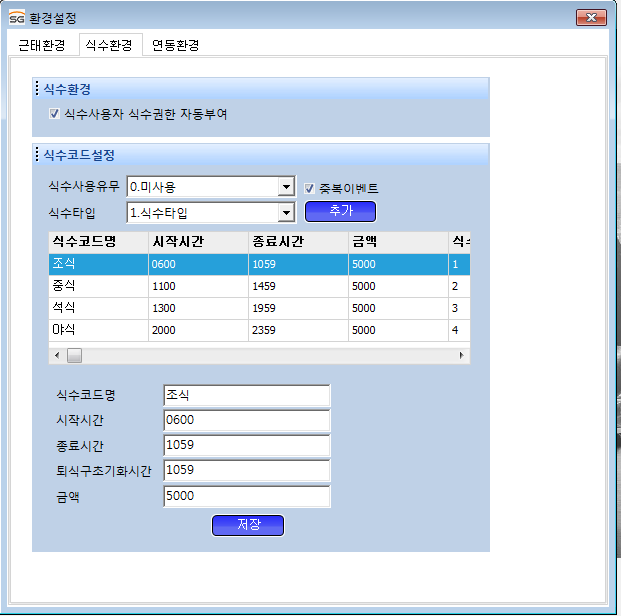 SG 환경설정
근태환경 식수환경 연동환경
식수환경
식수사용자 식수권한 자동부여
식수코드설정
식수사용유무 0.미사용 중복이벤트
식수타입 1.식수타입 추가
식수코드명 시작시간 종료시간 금액 식수
조식 0600 1059 5000 1
중식 1100 1459 5000 2
석식 1300 1959 5000 3
야식 2000 2359 5000 4
식수코드명 조식
시작시간 0600
종료시간 1059
퇴식구초기화시간 1059
금액 5000
저장